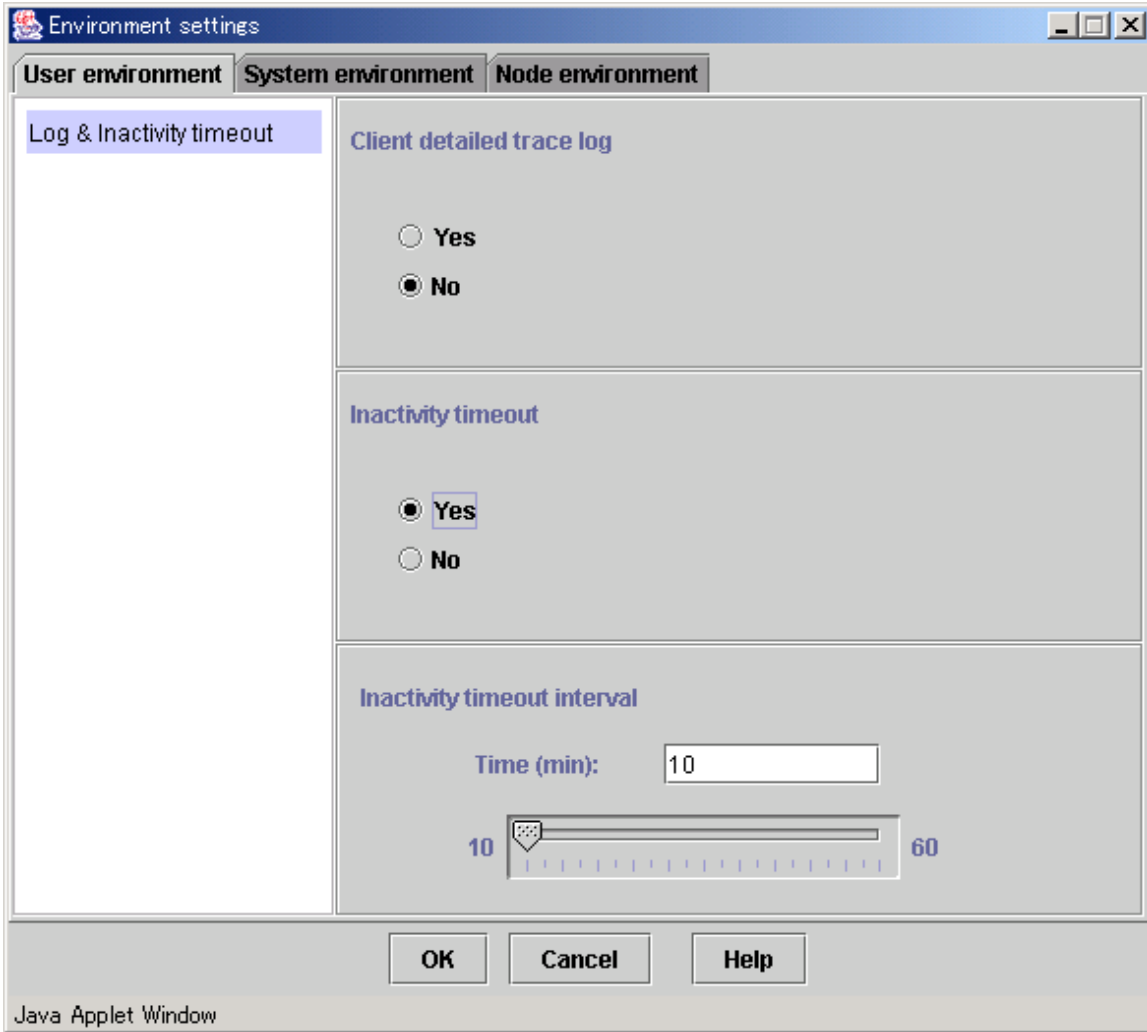 Environment settings
User environment System environment Node environment
Log & Inactivity timeout
Client detailed trace log
Yes
No
Inactivity timeout
Yes
No
Inactivity timeout interval
Time (min): 10
10 60
OK Cancel Help
Java Applet Window